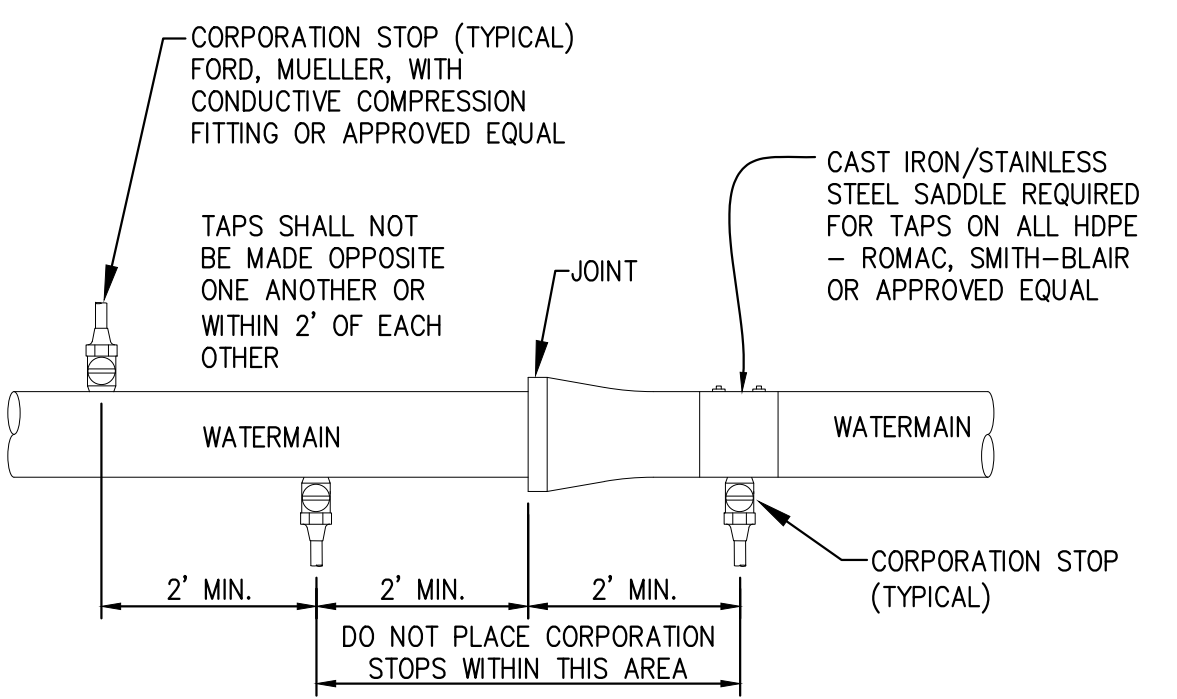 CORPORATION STOP (TYPICAL)
FORD, MUELLER, WITH
CONDUCTIVE COMPRESSION
FITTING OR APPROVED EQUAL
CAST IRON/STAINLESS
STEEL SADDLE REQUIRED
FOR TAPS ON ALL HDPE
– ROMAC, SMITH–BLAIR
OR APPROVED EQUAL
TAPS SHALL NOT
BE MADE OPPOSITE
ONE ANOTHER OR
WITHIN 2' OF EACH
OTHER
JOINT
WATERMAIN
WATERMAIN
CORPORATION STOP
(TYPICAL)
2' MIN.
2' MIN.
2' MIN.
DO NOT PLACE CORPORATION
STOPS WITHIN THIS AREA